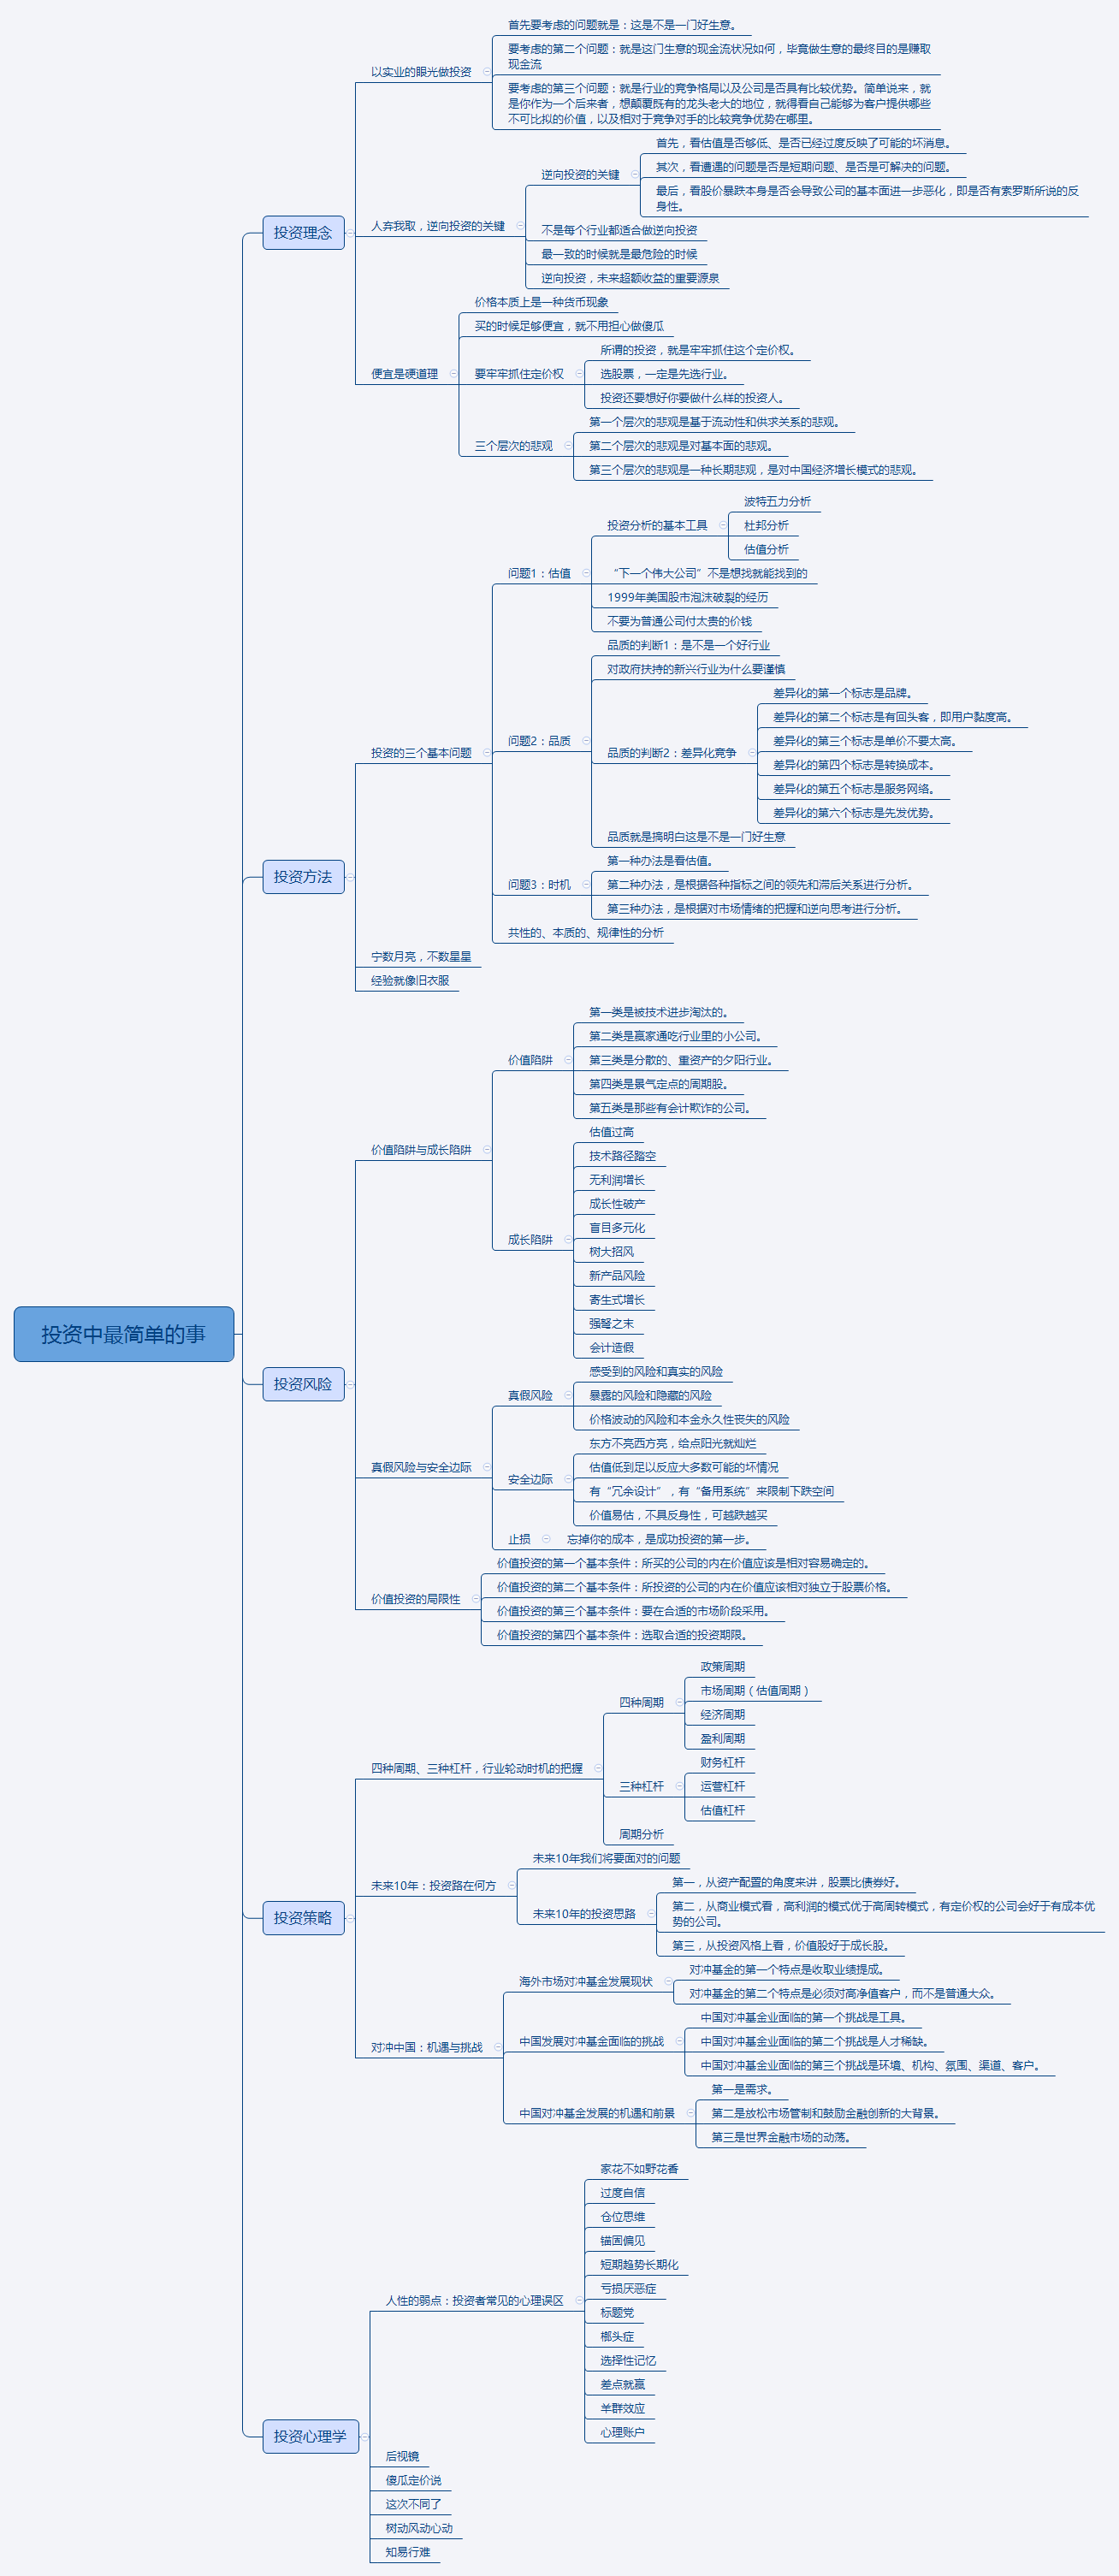 投资中最简单的事
投资理念
以实业的眼光做投资
首先要考虑的问题就是：这是不是一门好生意。
要考虑的第二个问题：就是这门生意的现金流状况如何，毕竟做生意的最终目的是赚取
现金流
要考虑的第三个问题：就是行业的竞争格局以及公司是否具有比较优势。简单说来，就
是你作为一个后来者，想颠覆既有的龙头老大的地位，就得看自己能够为客户提供哪些
不可比拟的价值，以及相对于竞争对手的比较竞争优势在哪里。
人弃我取，逆向投资的关键
逆向投资的关键
首先，看估值是否够低、是否已经过度反映了可能的坏消息。
其次，看遭遇的问题是否是短期问题、是否是可解决的问题。
最后，看股价暴跌本身是否会导致公司的基本面进一步恶化，即是否有索罗斯所说的反
身性。
不是每个行业都适合做逆向投资
最一致的时候就是最危险的时候
逆向投资，未来超额收益的重要源泉
便宜是硬道理
价格本质上是一种货币现象
买的时候足够便宜，就不用担心做傻瓜
要牢牢抓住定价权
所谓的投资，就是牢牢抓住这个定价权。
选股票，一定是先选行业。
投资还要想好你要做什么样的投资人。
三个层次的悲观
第一个层次的悲观是基于流动性和供求关系的悲观。
第二个层次的悲观是对基本面的悲观。
第三个层次的悲观是一种长期悲观，是对中国经济增长模式的悲观。
投资方法
投资的三个基本问题
问题1：估值
投资分析的基本工具
波特五力分析
杜邦分析
估值分析
“下一个伟大公司”不是想找就能找到的
1999年美国股市泡沫破裂的经历
不要为普通公司付太贵的价钱
问题2：品质
品质的判断1：是不是一个好行业
对政府扶持的新兴行业为什么要谨慎
品质的判断2：差异化竞争
差异化的第一个标志是品牌。
差异化的第二个标志是有回头客，即用户黏度高。
差异化的第三个标志是单价不要太高。
差异化的第四个标志是转换成本。
差异化的第五个标志是服务网络。
差异化的第六个标志是先发优势。
品质就是搞明白这是不是一门好生意
问题3：时机
第一种办法是看估值。
第二种办法，是根据各种指标之间的领先和滞后关系进行分析。
第三种办法，是根据对市场情绪的把握和逆向思考进行分析。
共性的、本质的、规律性的分析
宁数月亮，不数星星
经验就像旧衣服
投资风险
价值陷阱与成长陷阱
价值陷阱
第一类是被技术进步淘汰的。
第二类是赢家通吃行业里的小公司。
第三类是分散的、重资产的夕阳行业。
第四类是景气定点的周期股。
第五类是那些有会计欺诈的公司。
成长陷阱
估值过高
技术路径踏空
无利润增长
成长性破产
盲目多元化
树大招风
新产品风险
寄生式增长
强弩之末
会计造假
真假风险与安全边际
真假风险
感受到的风险和真实的风险
暴露的风险和隐藏的风险
价格波动的风险和本金永久性丧失的风险
安全边际
东方不亮西方亮，给点阳光就灿烂
估值低到足以反应大多数可能的坏情况
有“冗余设计”，有“备用系统”来限制下跌空间
价值易估，不具反身性，可越跌越买
止损
忘掉你的成本，是成功投资的第一步。
价值投资的局限性
价值投资的第一个基本条件：所买的公司的内在价值应该是相对容易确定的。
价值投资的第二个基本条件：所投资的公司的内在价值应该相对独立于股票价格。
价值投资的第三个基本条件：要在合适的市场阶段采用。
价值投资的第四个基本条件：选取合适的投资期限。
投资策略
四种周期、三种杠杆，行业轮动时机的把握
四种周期
政策周期
市场周期（估值周期）
经济周期
盈利周期
三种杠杆
财务杠杆
运营杠杆
估值杠杆
周期分析
未来10年：投资路在何方
未来10年我们将要面对的问题
未来10年的投资思路
第一，从资产配置的角度来讲，股票比债券好。
第二，从商业模式看，高利润的模式优于高周转模式，有定价权的公司会好于有成本优
势的公司。
第三，从投资风格上看，价值股好于成长股。
对冲中国：机遇与挑战
海外市场对冲基金发展现状
对冲基金的第一个特点是收取业绩提成。
对冲基金的第二个特点是必须对高净值客户，而不是普通大众。
中国发展对冲基金面临的挑战
中国对冲基金业面临的第一个挑战是工具。
中国对冲基金业面临的第二个挑战是人才稀缺。
中国对冲基金业面临的第三个挑战是环境、机构、氛围、渠道、客户。
中国对冲基金发展的机遇和前景
第一是需求。
第二是放松市场管制和鼓励金融创新的大背景。
第三是世界金融市场的动荡。
投资心理学
人性的弱点：投资者常见的心理误区
家花不如野花香
过度自信
仓位思维
锚固偏见
短期趋势长期化
亏损厌恶症
标题党
榔头症
选择性记忆
差点就赢
羊群效应
心理账户
后视镜
傻瓜定价说
这次不同了
树动风动心动
知易行难